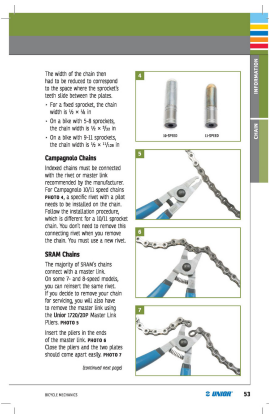 The width of the chain then
had to be reduced to correspond
to the space where the sprocket's
teeth slide between the plates.
• For a fixed sprocket, the chain
width is ½ × ⅛ in
• On a bike with 5-8 sprockets,
the chain width is ½ × ³⁄₃₂ in
• On a bike with 9-11 sprockets,
the chain width is ½ × ¹¹⁄₁₂₈ in
Campagnolo Chains
Indexed chains must be connected
with the rivet or master link
recommended by the manufacturer.
For Campagnolo 10/11 speed chains
PHOTO 4, a specific rivet with a pilot
needs to be installed on the chain.
Follow the installation procedure,
which is different for a 10/11 sprocket
chain. You don't need to remove this
connecting rivet when you remove
the chain. You must use a new rivet.
SRAM Chains
The majority of SRAM's chains
connect with a master link.
On some 7- and 8-speed models,
you can reinsert the same rivet.
If you decide to remove your chain
for servicing, you will also have
to remove the master link using
the Unior 1720/2DP Master Link
Pliers. PHOTO 5
Insert the pliers in the ends
of the master link. PHOTO 6
Close the pliers and the two plates
should come apart easily. PHOTO 7
(continued next page)
4
10-SPEED
11-SPEED
5
6
7
INFORMATION
CHAIN
BICYCLE MECHANICS
UNIOR
53